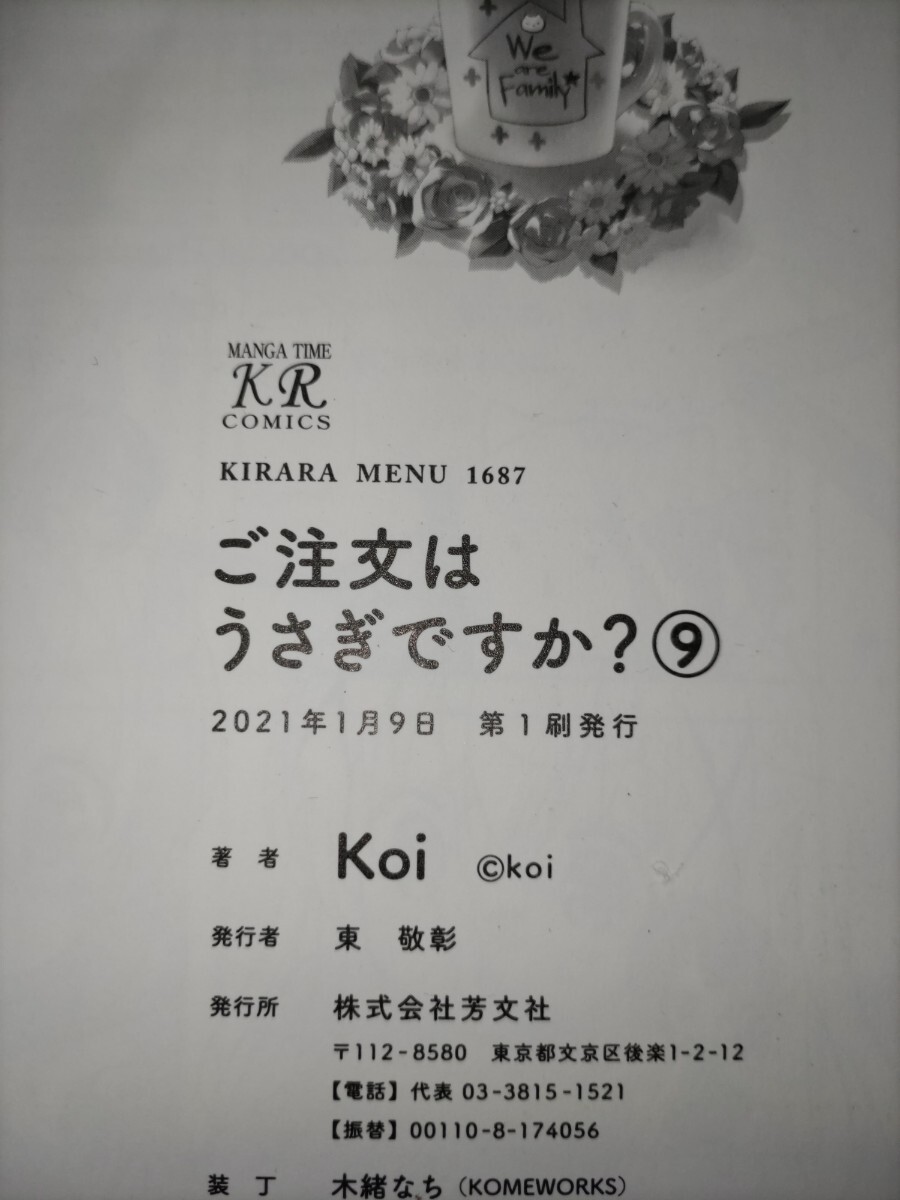 We
are
Family
MANGA TIME
KR
COMICS
KIRARA MENU 1687
ご注文は
うさぎですか?⑨
2021年1月9日 第1刷発行
著 者 Koi ©koi
発行者 東 敬彰
発行所 株式会社芳文社
〒112-8580 東京都文京区後楽1-2-12
【電話】代表 03-3815-1521
【振替】00110-8-174056
装 丁 木緒なち(KOMEWORKS)